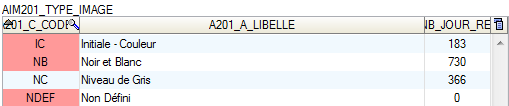 AIM201_TYPE_IMAGE
201_C_CODE A201_A_LIBELLE NB_JOUR_RE
IC Initiale - Couleur 183
NB Noir et Blanc 730
NC Niveau de Gris 366
NDEF Non Défini 0